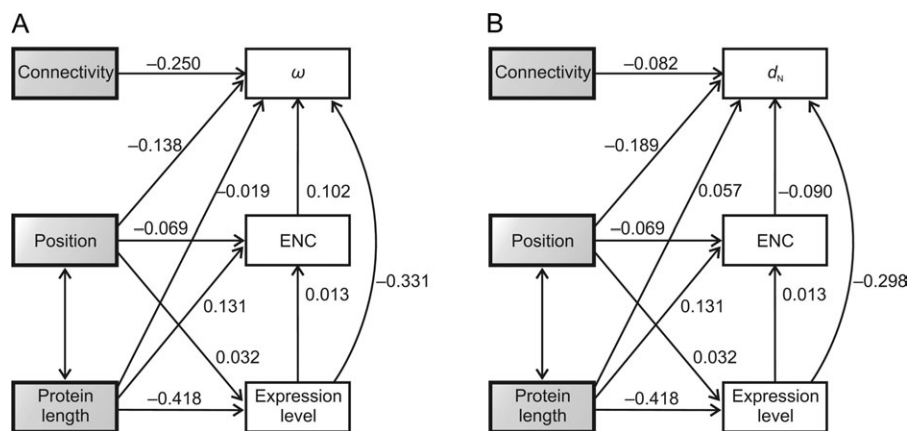 A
Connectivity
–0.250
ω
–0.138
–0.019
0.102
Position
–0.069
ENC
–0.331
0.131
0.013
0.032
Protein
length
–0.418
Expression
level
B
Connectivity
–0.082
dN
–0.189
0.057
–0.090
Position
–0.069
ENC
–0.298
0.131
0.013
0.032
Protein
length
–0.418
Expression
level